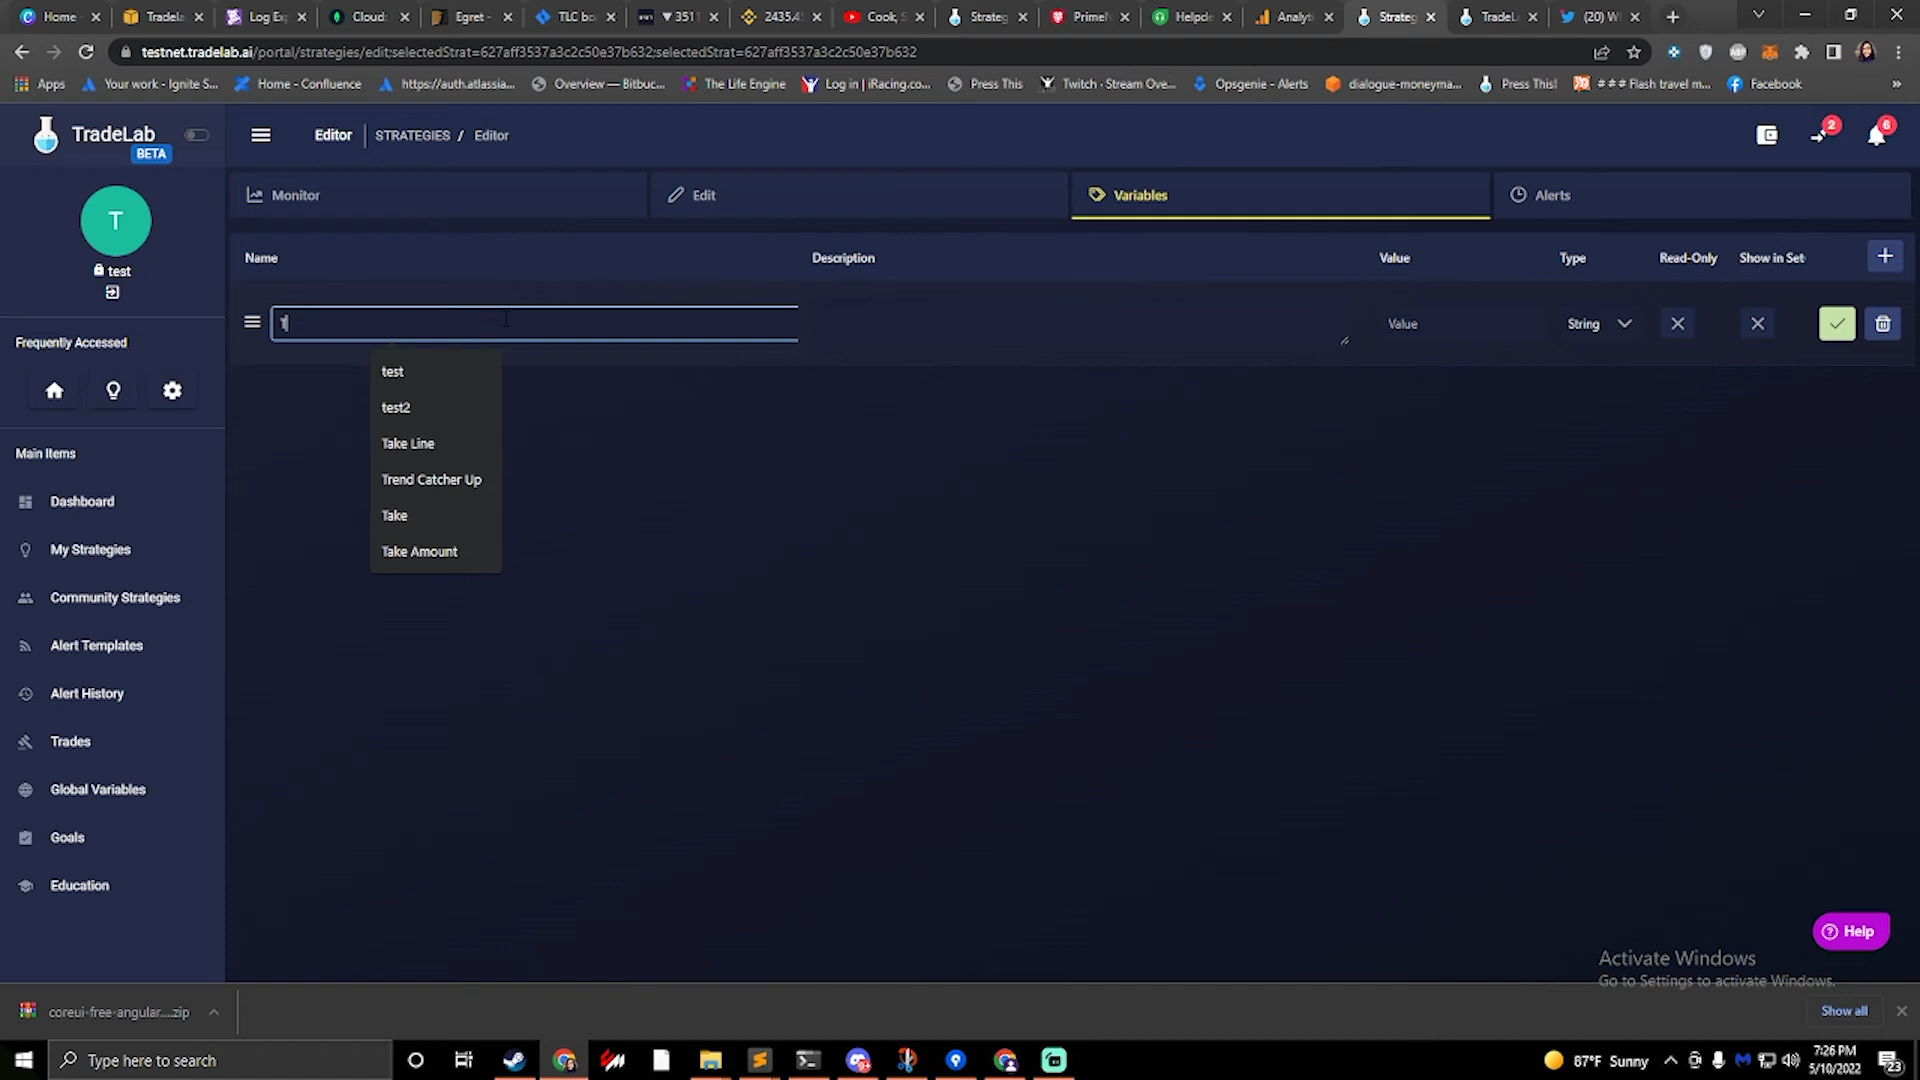 Home -
Tradela
Log Ex
Cloud:
Egret -
TLC bo
▼3511
2435.4
Cook, S
Strateg
PrimeN
Helpde
Analyti
Strateg
TradeL
(20) W
testnet.tradelab.ai/portal/strategies/edit;selectedStrat=627aff3537a3c2c50e37b632;selectedStrat=627aff3537a3c2c50e37b632
Apps
Your work - Ignite S...
Home - Confluence
https://auth.atlassia...
Overview — Bitbuc...
The Life Engine
Log in | iRacing.co...
Press This
Twitch - Stream Ove...
Opsgenie - Alerts
dialogue-moneyma...
Press This!
# # # Flash travel m...
Facebook
»
TradeLab
BETA
Editor
STRATEGIES / Editor
2
6
T
test
Monitor
Edit
Variables
Alerts
Name
Description
Value
Type
Read-Only
Show in Set
Value
String
test
test2
Take Line
Trend Catcher Up
Take
Take Amount
Frequently Accessed
Main Items
Dashboard
My Strategies
Community Strategies
Alert Templates
Alert History
Trades
Global Variables
Goals
Education
Help
Activate Windows
Go to Settings to activate Windows.
coreui-free-angular....zip
Show all
Type here to search
87°F Sunny
7:26 PM
5/10/2022
23